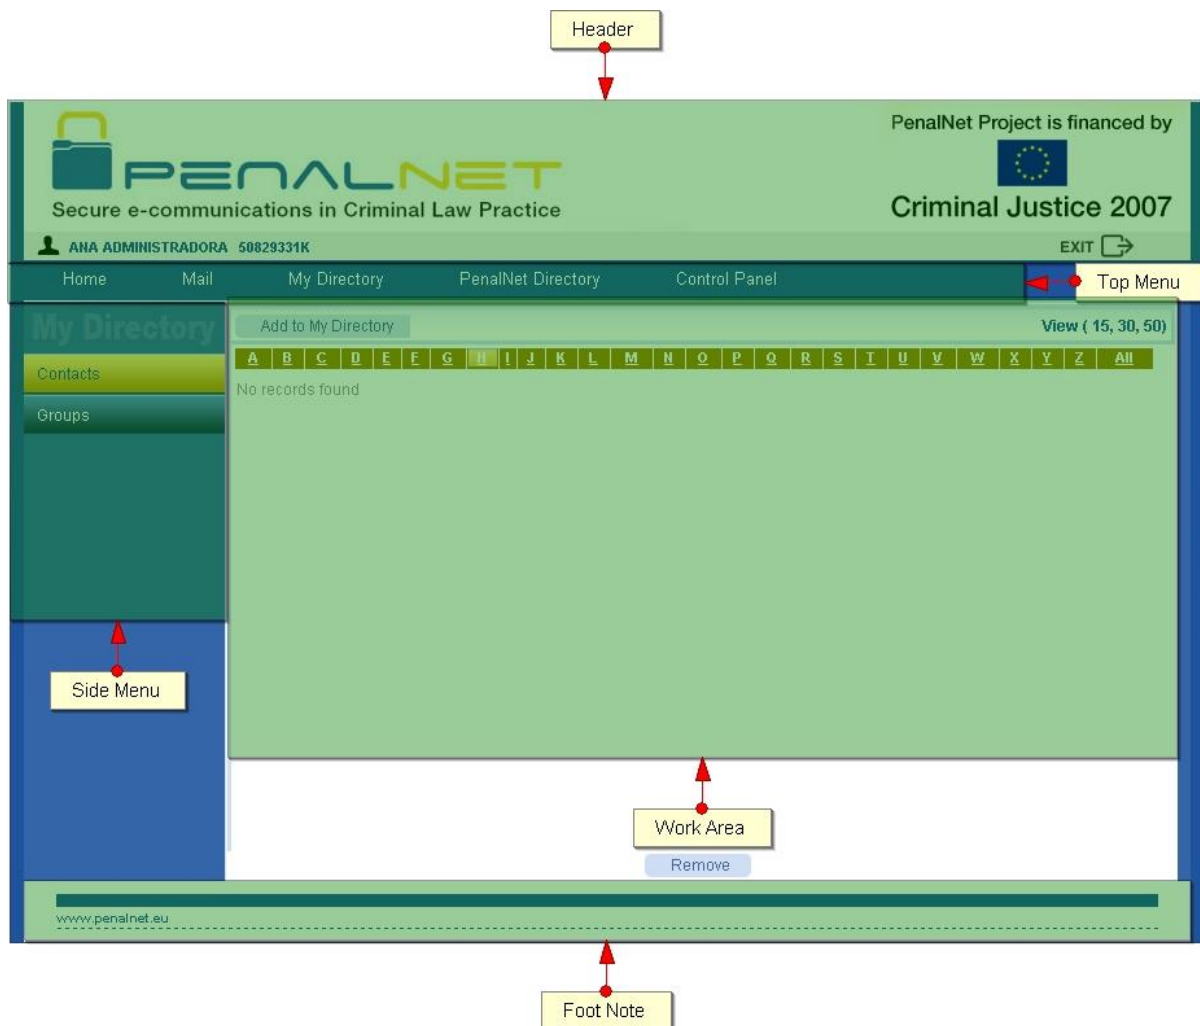 Header
PenalNet Project is financed by
PENALNET
Secure e-communications in Criminal Law Practice
Criminal Justice 2007
ANA ADMINISTRADORA 50829331K
EXIT
Home Mail My Directory PenalNet Directory Control Panel
Top Menu
My Directory
Add to My Directory
View ( 15, 30, 50)
A B C D E F G H I J K L M N O P Q R S T U V W X Y Z All
Contacts
No records found
Groups
Side Menu
Work Area
Remove
www.penalnet.eu
Foot Note